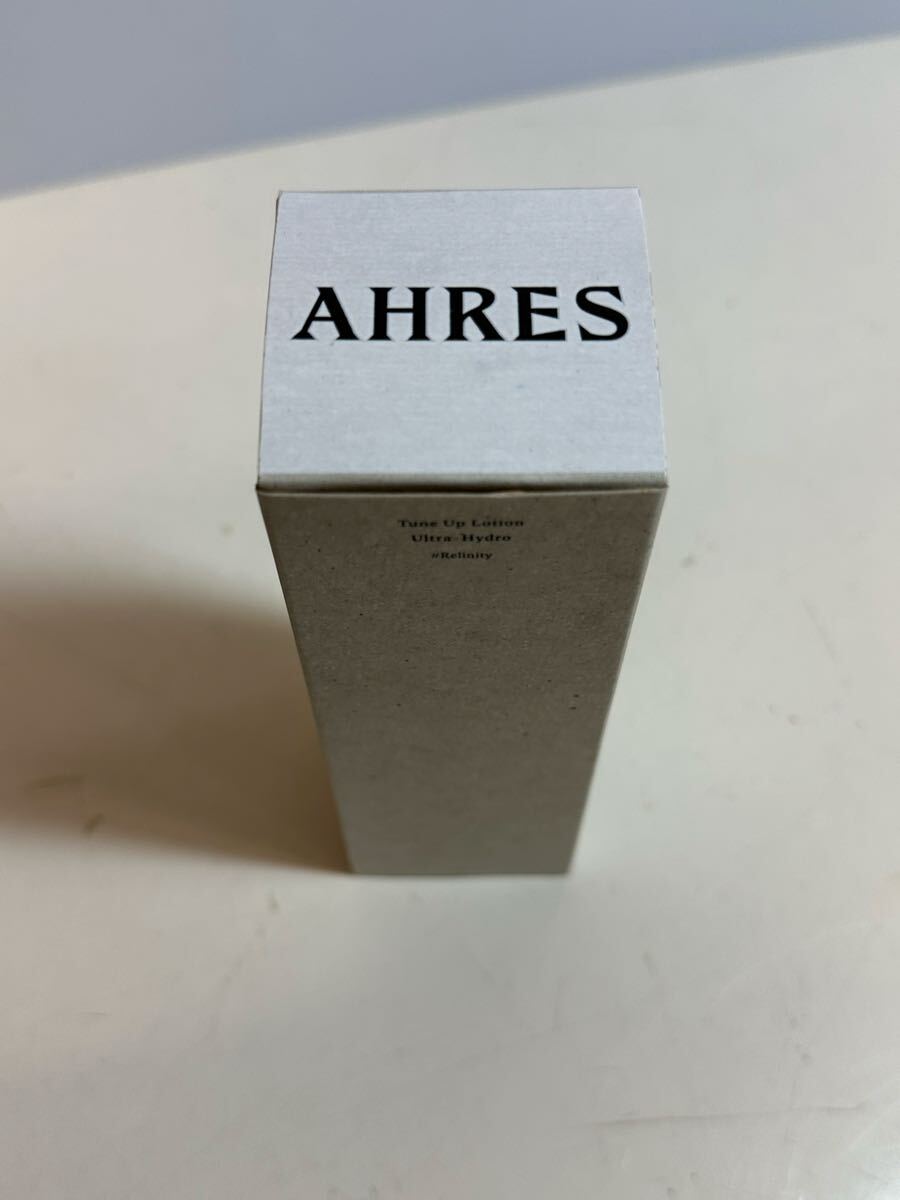 AHRES
Tune Up Lotion
Ultra-Hydro
#Relinity